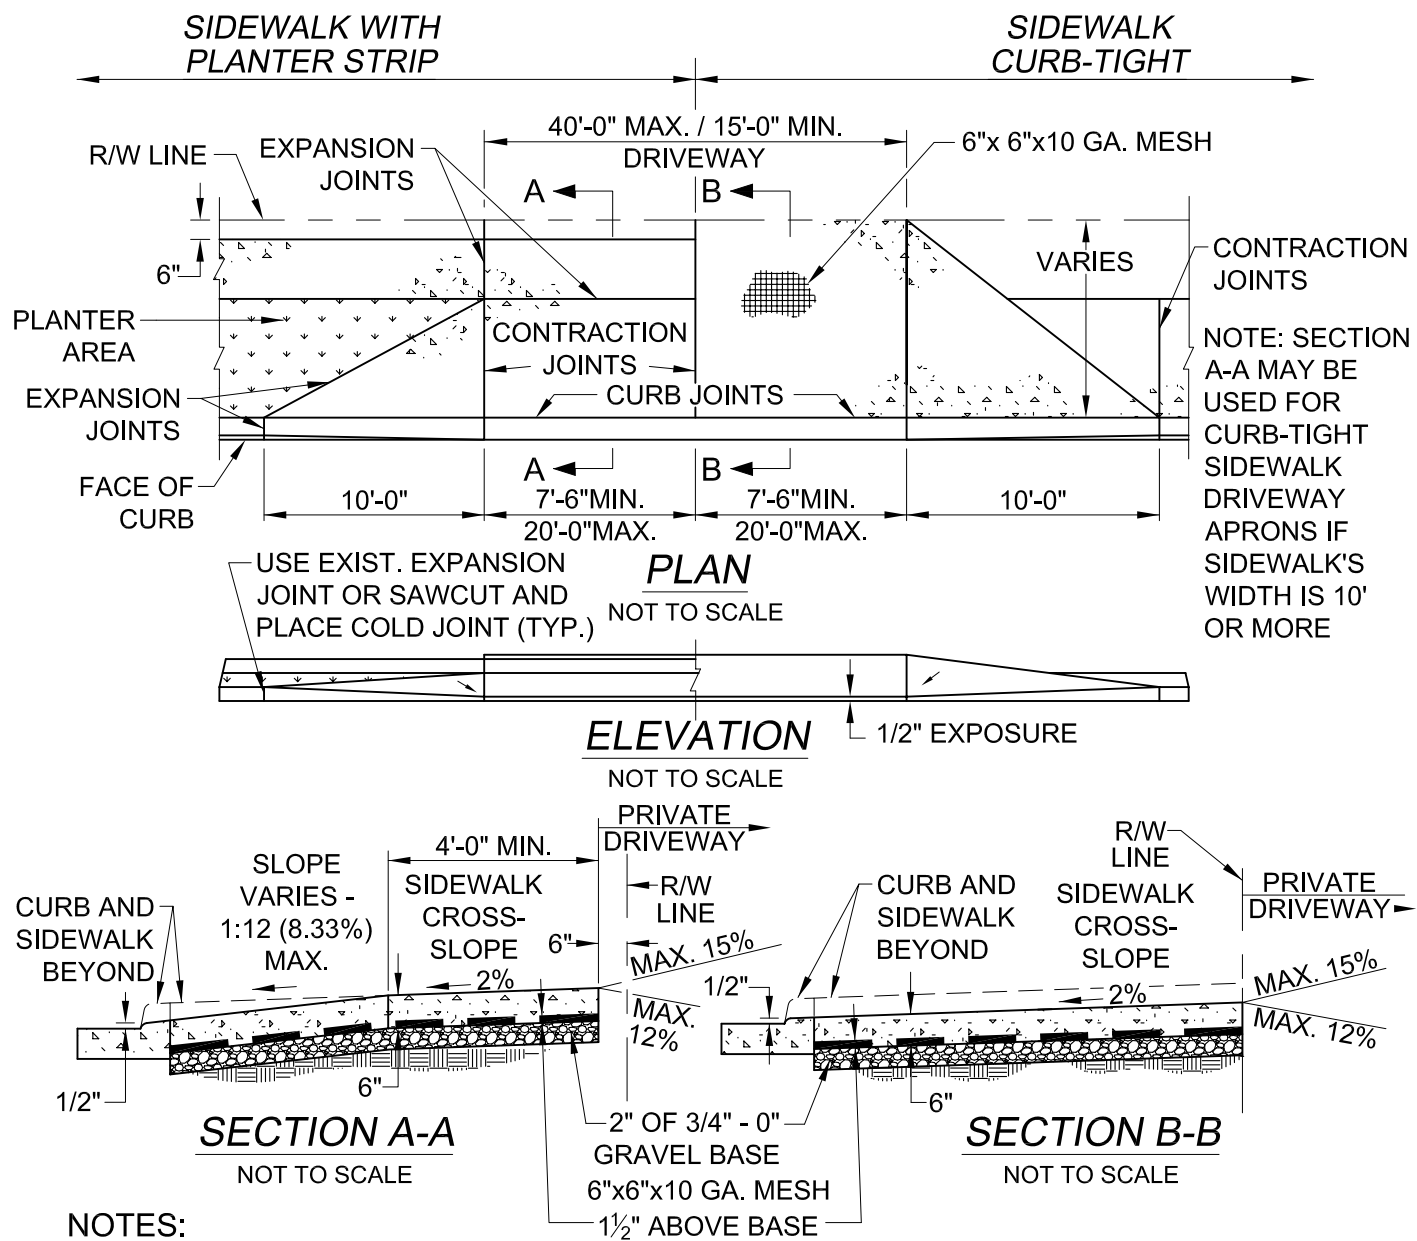 SIDEWALK WITH
PLANTER STRIP
SIDEWALK
CURB-TIGHT
40'-0" MAX. / 15'-0" MIN.
DRIVEWAY
R/W LINE
EXPANSION
JOINTS
6"x 6"x10 GA. MESH
A
B
6"
VARIES
CONTRACTION
JOINTS
PLANTER
AREA
CONTRACTION
JOINTS
CURB JOINTS
EXPANSION
JOINTS
FACE OF
CURB
NOTE: SECTION
A-A MAY BE
USED FOR
CURB-TIGHT
SIDEWALK
DRIVEWAY
APRONS IF
SIDEWALK'S
WIDTH IS 10'
OR MORE
A
B
10'-0"
7'-6"MIN.
20'-0"MAX.
7'-6"MIN.
20'-0"MAX.
10'-0"
PLAN
NOT TO SCALE
USE EXIST. EXPANSION
JOINT OR SAWCUT AND
PLACE COLD JOINT (TYP.)
1/2" EXPOSURE
ELEVATION
NOT TO SCALE
PRIVATE
DRIVEWAY
4'-0" MIN.
SLOPE
VARIES -
1:12 (8.33%)
MAX.
SIDEWALK
CROSS-
SLOPE
R/W
LINE
CURB AND
SIDEWALK
BEYOND
6"
2%
MAX. 15%
MAX.
12%
1/2"
6"
SECTION A-A
NOT TO SCALE
R/W
LINE
PRIVATE
DRIVEWAY
CURB AND
SIDEWALK
BEYOND
SIDEWALK
CROSS-
SLOPE
1/2"
2%
MAX. 15%
MAX. 12%
6"
SECTION B-B
NOT TO SCALE
2" OF 3/4" - 0"
GRAVEL BASE
6"x6"x10 GA. MESH
1½" ABOVE BASE
NOTES: